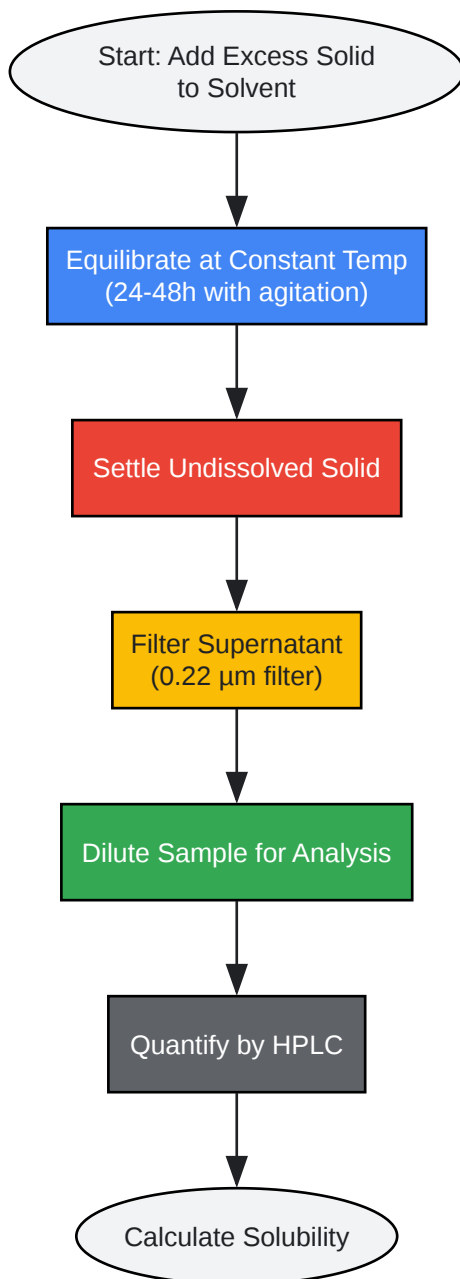 Start: Add Excess Solid
to Solvent
Equilibrate at Constant Temp
(24-48h with agitation)
Settle Undissolved Solid
Filter Supernatant
(0.22 µm filter)
Dilute Sample for Analysis
Quantify by HPLC
Calculate Solubility